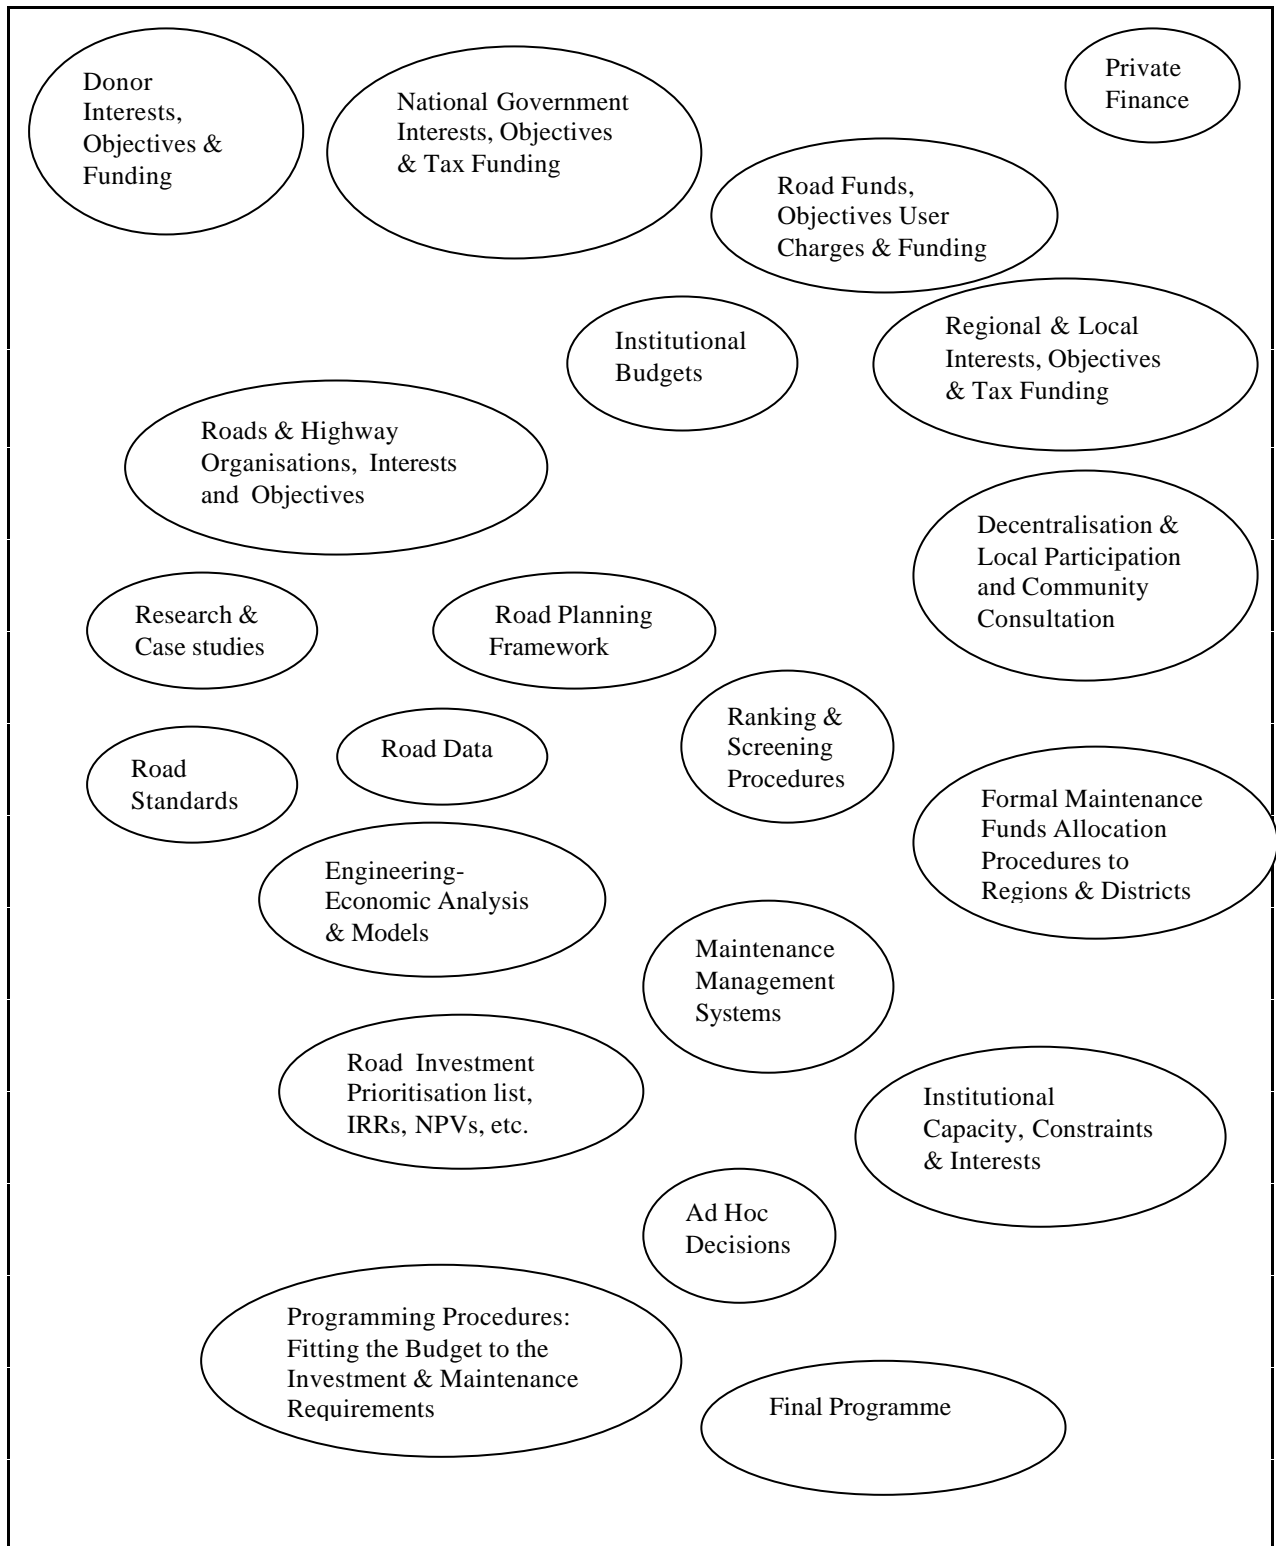 Donor
Interests,
Objectives &
Funding
National Government
Interests, Objectives
& Tax Funding
Private
Finance
Road Funds,
Objectives User
Charges & Funding
Institutional
Budgets
Regional & Local
Interests, Objectives
& Tax Funding
Roads & Highway
Organisations, Interests
and Objectives
Decentralisation &
Local Participation
and Community
Consultation
Research &
Case studies
Road Planning
Framework
Ranking &
Screening
Procedures
Road Data
Road
Standards
Formal Maintenance
Funds Allocation
Procedures to
Regions & Districts
Engineering-
Economic Analysis
& Models
Maintenance
Management
Systems
Road Investment
Prioritisation list,
IRRs, NPVs, etc.
Institutional
Capacity, Constraints
& Interests
Ad Hoc
Decisions
Programming Procedures:
Fitting the Budget to the
Investment & Maintenance
Requirements
Final Programme